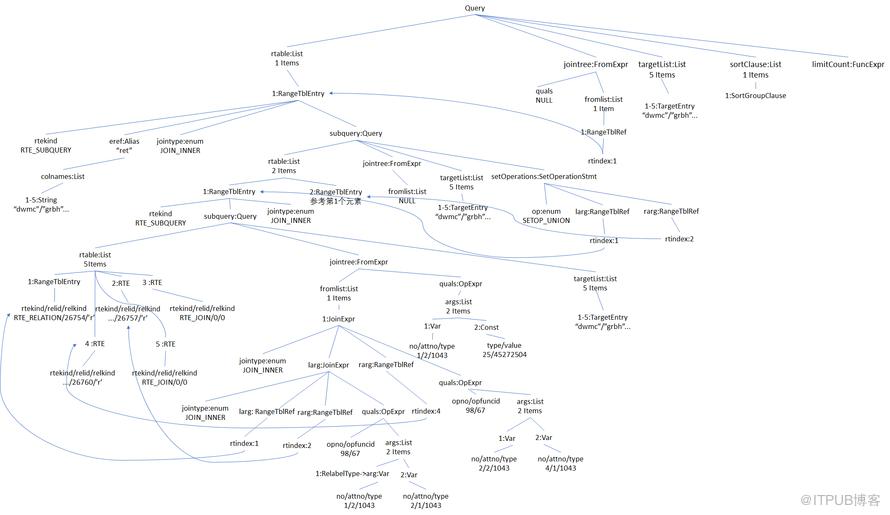 Query
rtable:List
1 Items
jointree:FromExpr
targetList:List
5 Items
sortClause:List
1 Items
limitCount:FuncExpr
1:RangeTblEntry
quals
NULL
fromlist:List
1 Item
1-5:TargetEntry
"dwmc"/"grbh"...
1:SortGroupClause
1:RangeTblRef
rtindex:1
rtekind
RTE_SUBQUERY
eref:Alias
"ret"
jointype:enum
JOIN_INNER
subquery:Query
colnames:List
1-5:String
"dwmc"/"grbh"...
rtable:List
2 Items
jointree:FromExpr
targetList:List
5 Items
setOperations:SetOperationStmt
1:RangeTblEntry
2:RangeTblEntry
参考第1个元素
fromlist:List
NULL
1-5:TargetEntry
"dwmc"/"grbh"...
op:enum
SETOP_UNION
larg:RangeTblRef
rarg:RangeTblRef
rtindex:1
rtindex:2
rtekind
RTE_SUBQUERY
subquery:Query
jointype:enum
JOIN_INNER
rtable:List
5Items
jointree:FromExpr
targetList:List
5 Items
1-5:TargetEntry
"dwmc"/"grbh"...
1:RangeTblEntry
2:RTE
3 :RTE
rtekind/relid/relkind
RTE_RELATION/26754/'r'
rtekind/relid/relkind
.../26757/'r'
rtekind/relid/relkind
RTE_JOIN/0/0
4 :RTE
5 :RTE
rtekind/relid/relkind
.../26760/'r'
rtekind/relid/relkind
RTE_JOIN/0/0
fromlist:List
1 Items
quals:OpExpr
args:List
2 Items
1:Var
2:Const
no/attno/type
1/2/1043
type/value
25/45272504
1:JoinExpr
jointype:enum
JOIN_INNER
larg:JoinExpr
rarg:RangeTblRef
quals:OpExpr
rtindex:4
opno/opfuncid
98/67
args:List
2 Items
1:Var
2:Var
no/attno/type
2/2/1043
no/attno/type
4/1/1043
jointype:enum
JOIN_INNER
larg: RangeTblRef
rarg:RangeTblRef
quals:OpExpr
rtindex:1
rtindex:2
opno/opfuncid
98/67
args:List
2 Items
1:RelabelType->arg:Var
2:Var
no/attno/type
1/2/1043
no/attno/type
2/1/1043
@ITPUB博客